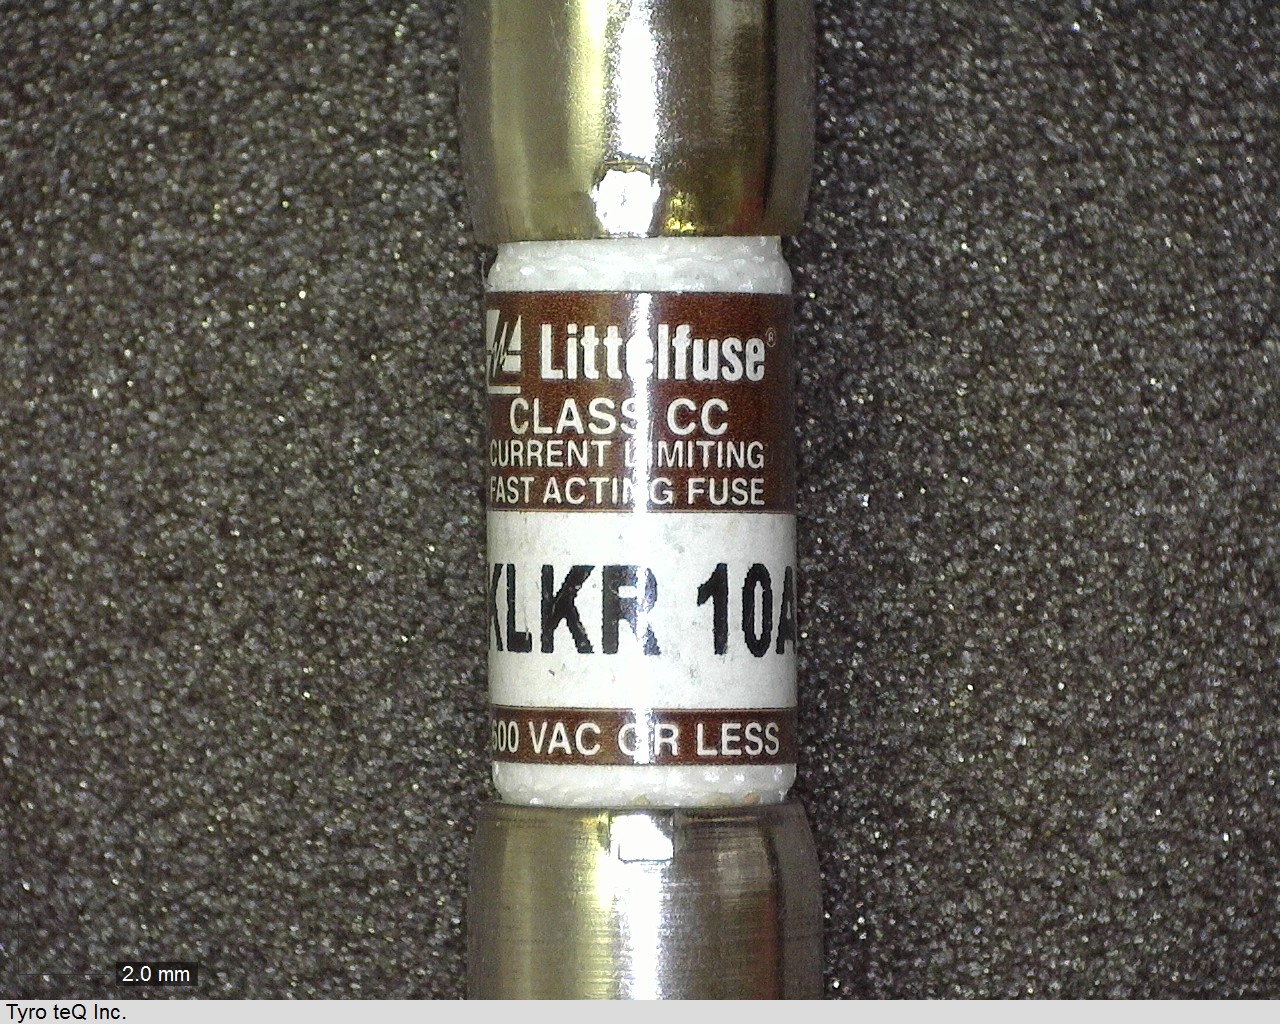 Littelfuse®
CLASS CC
CURRENT LIMITING
FAST ACTING FUSE
KLKR 10A
600 VAC OR LESS
2.0 mm
Tyro teQ Inc.